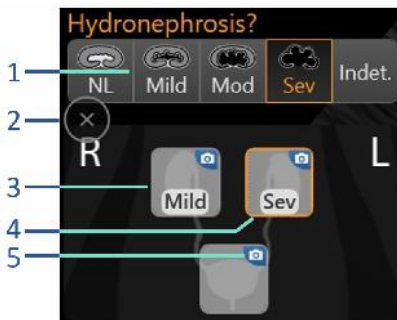 Hydronephrosis?
1
NL Mild Mod Sev Indet.
2
R L
3
Mild Sev
4
5